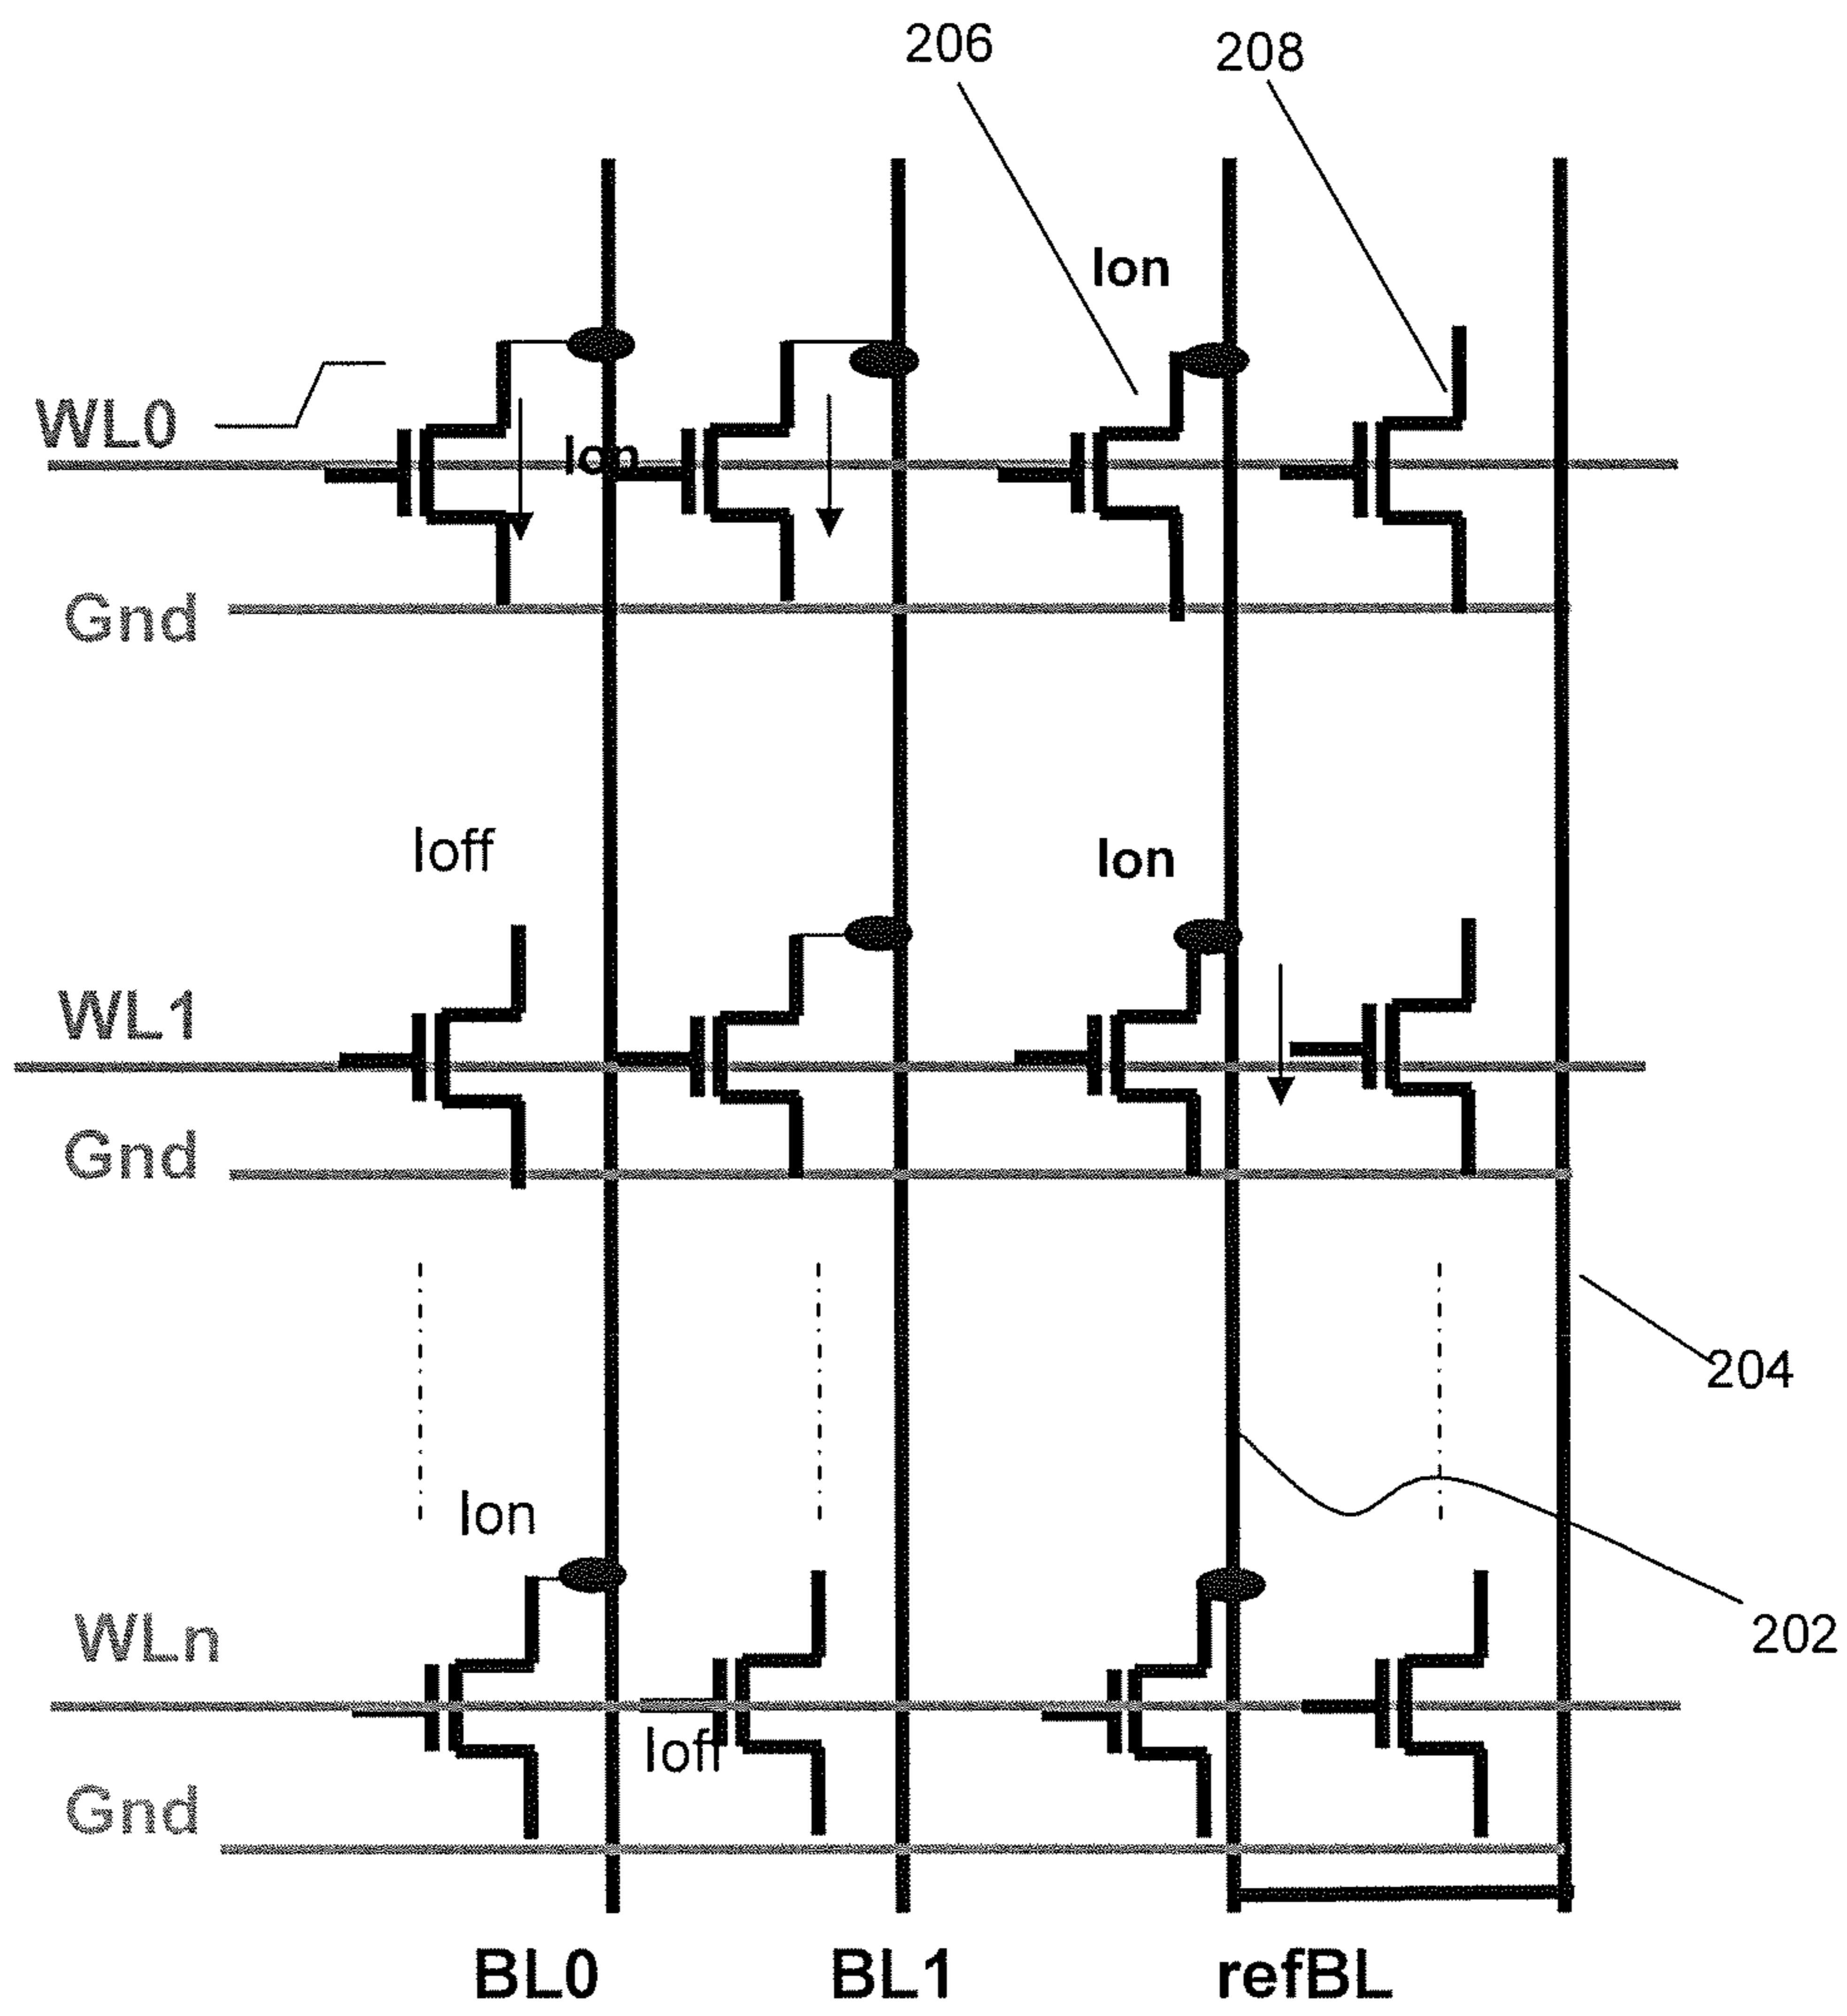 206
208
Ion
WL0
Ion
Gnd
Ioff
Ion
WL1
Gnd
204
Ion
202
WLn
Ioff
Gnd
BL0
BL1
refBL